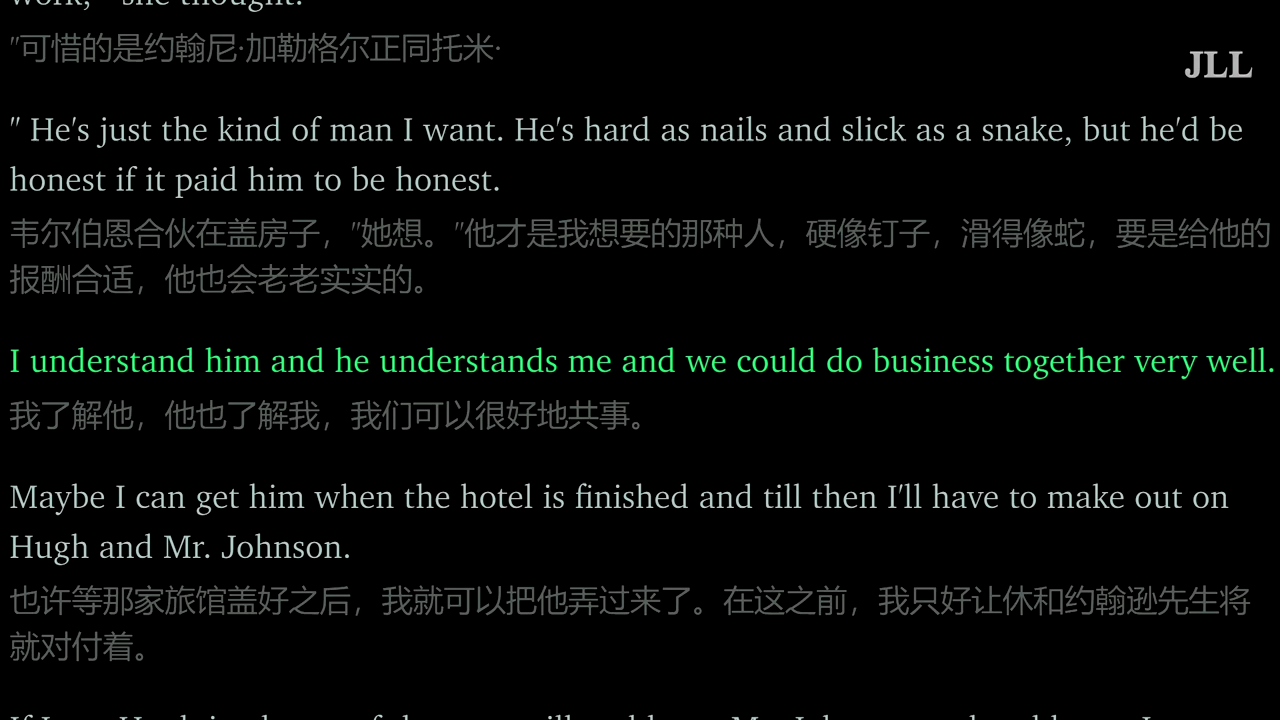 work," she thought.
"可惜的是约翰尼·加勒格尔正同托米·
JLL
" He's just the kind of man I want. He's hard as nails and slick as a snake, but he'd be
honest if it paid him to be honest.
韦尔伯恩合伙在盖房子，"她想。"他才是我想要的那种人，硬像钉子，滑得像蛇，要是给他的
报酬合适，他也会老老实实的。
I understand him and he understands me and we could do business together very well.
我了解他，他也了解我，我们可以很好地共事。
Maybe I can get him when the hotel is finished and till then I'll have to make out on
Hugh and Mr. Johnson.
也许等那家旅馆盖好之后，我就可以把他弄过来了。在这之前，我只好让休和约翰逊先生将
就对付着。